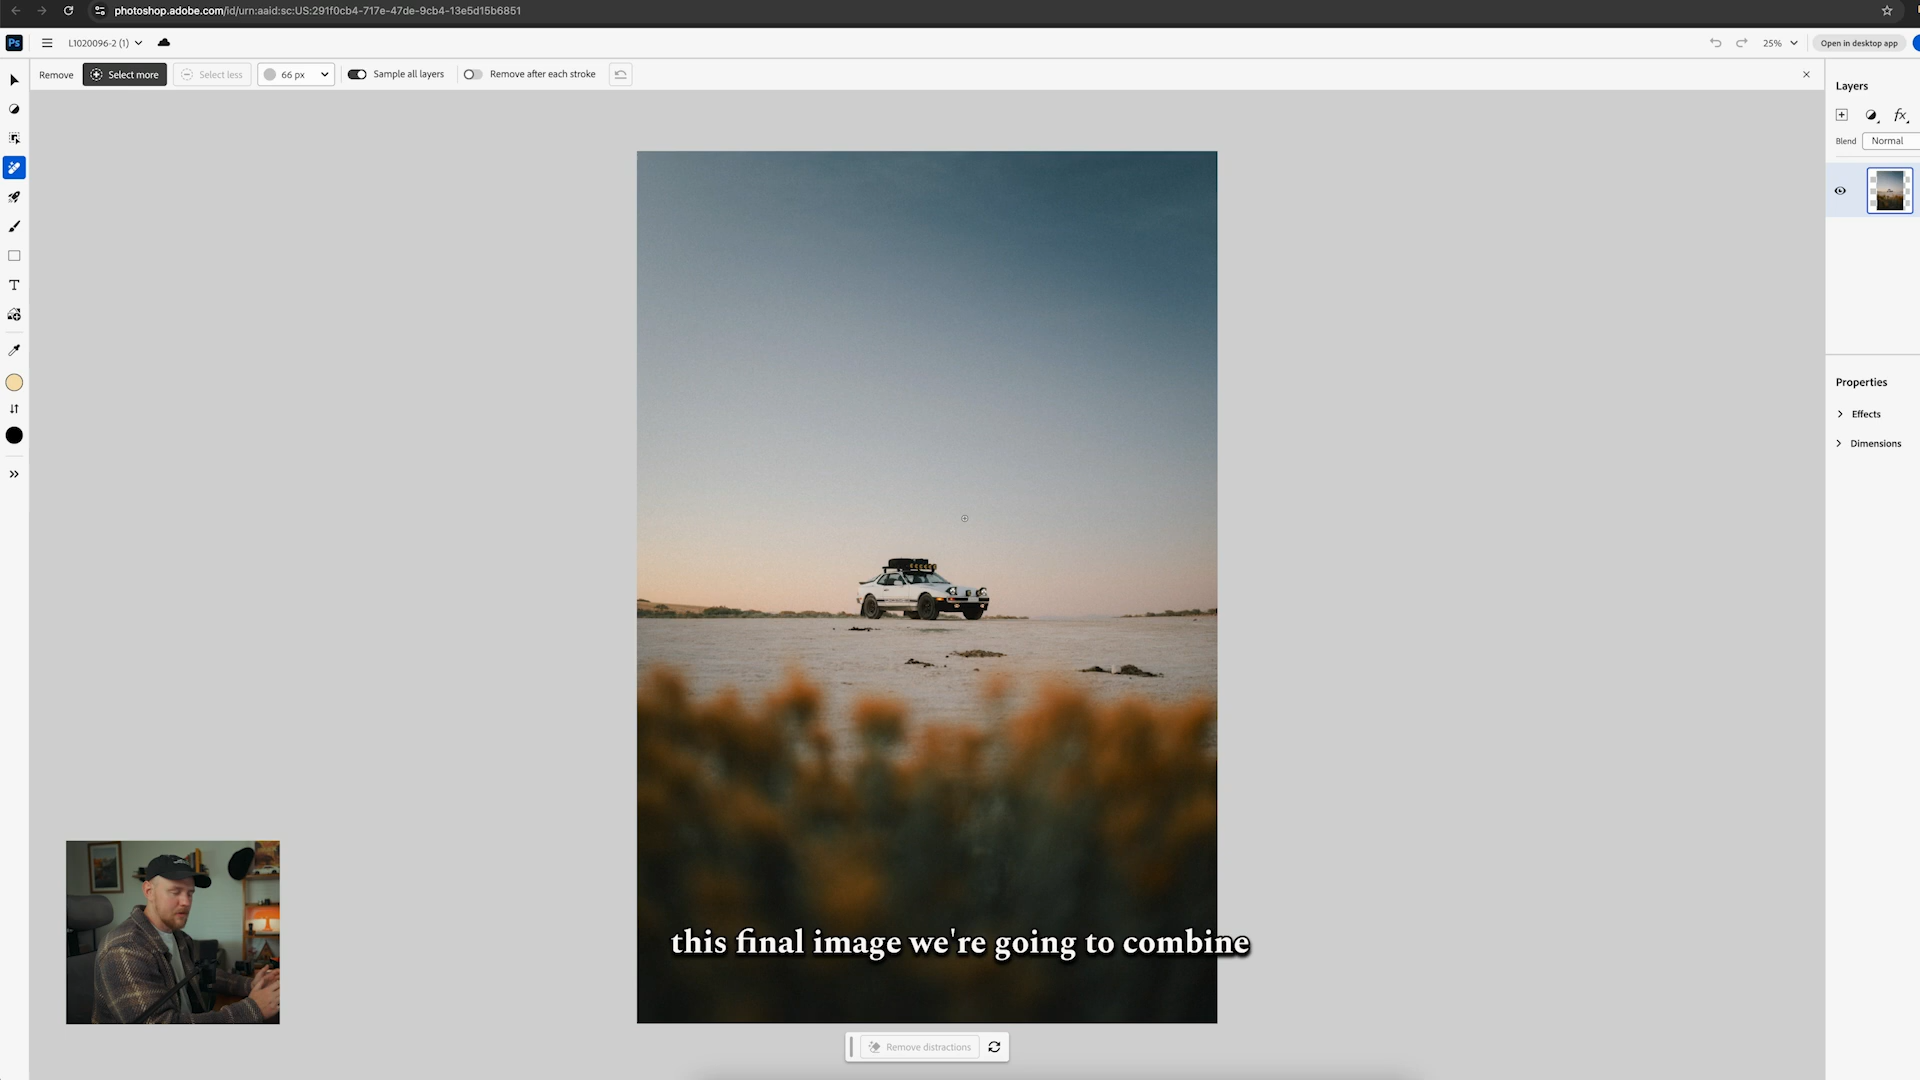 photoshop.adobe.com/id/urn:aaid:sc:US:291f0cb4-717e-47de-9cb4-13e5d15b6851
Ps
L1020096-2 (1)
25%
Open in desktop app
Remove
Select more
Select less
66 px
Sample all layers
Remove after each stroke
Layers
fx
Blend
Normal
Properties
Effects
Dimensions
this final image we're going to combine
Remove distractions